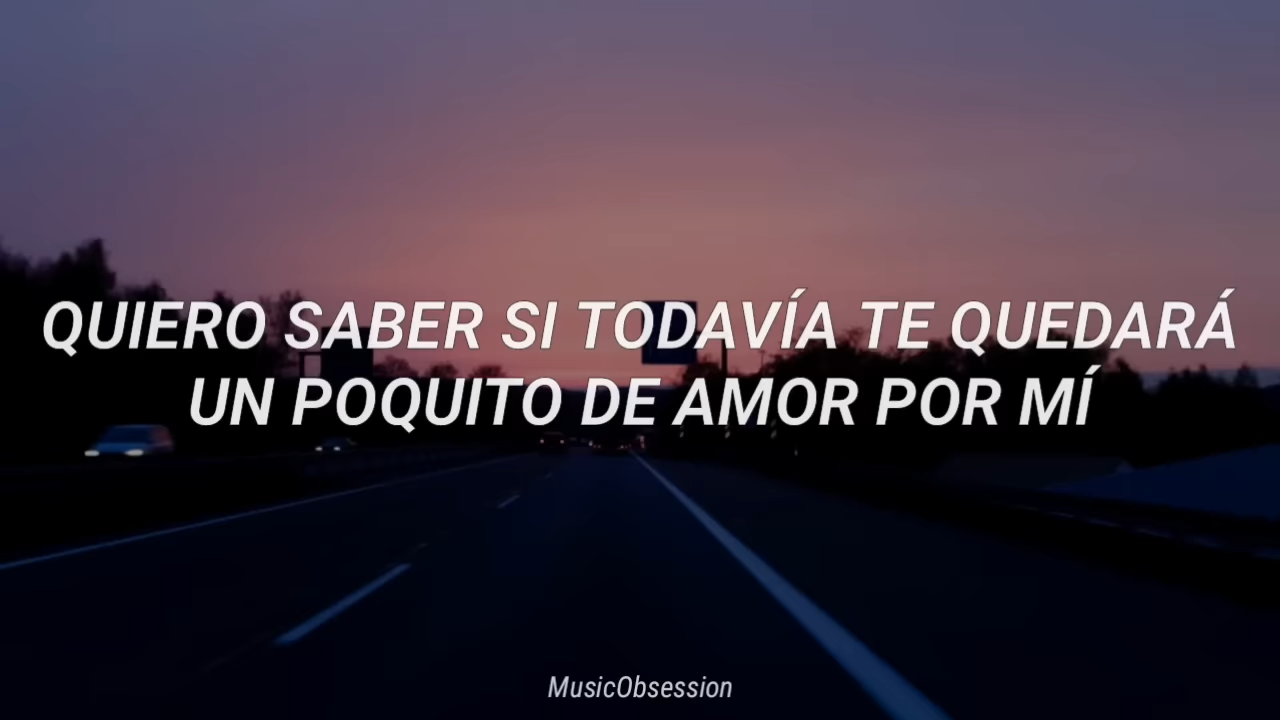 QUIERO SABER SI TODAVÍA TE QUEDARÁ
UN POQUITO DE AMOR POR MÍ
MusicObsession